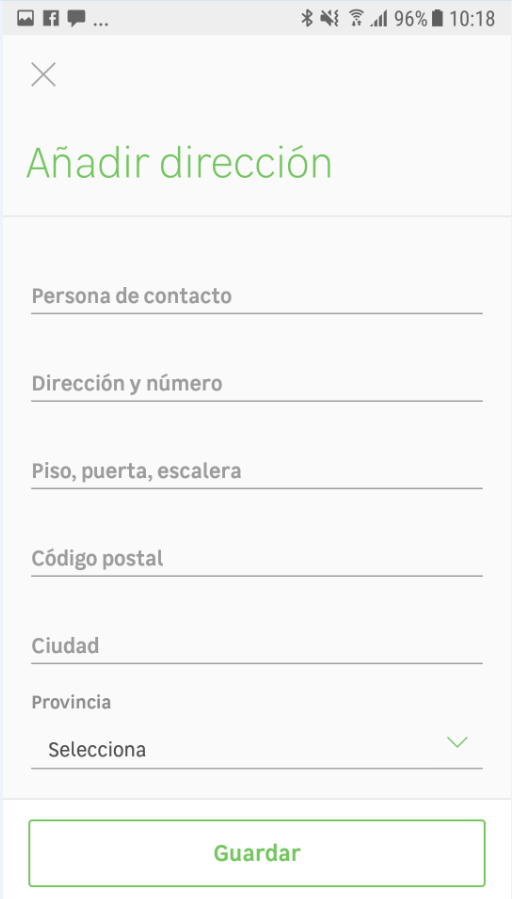 ... 96% 10:18
Añadir dirección
Persona de contacto
Dirección y número
Piso, puerta, escalera
Código postal
Ciudad
Provincia
Selecciona
Guardar